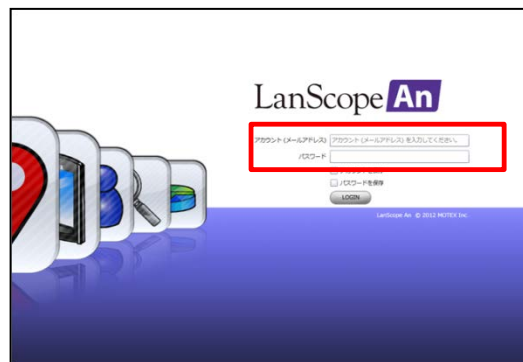 LanScope An
アカウント (メールアドレス) アカウント (メールアドレス) を入力してください。
パスワード
パスワードを保存
LOGIN
LanScope An © 2012 MOTEX Inc.